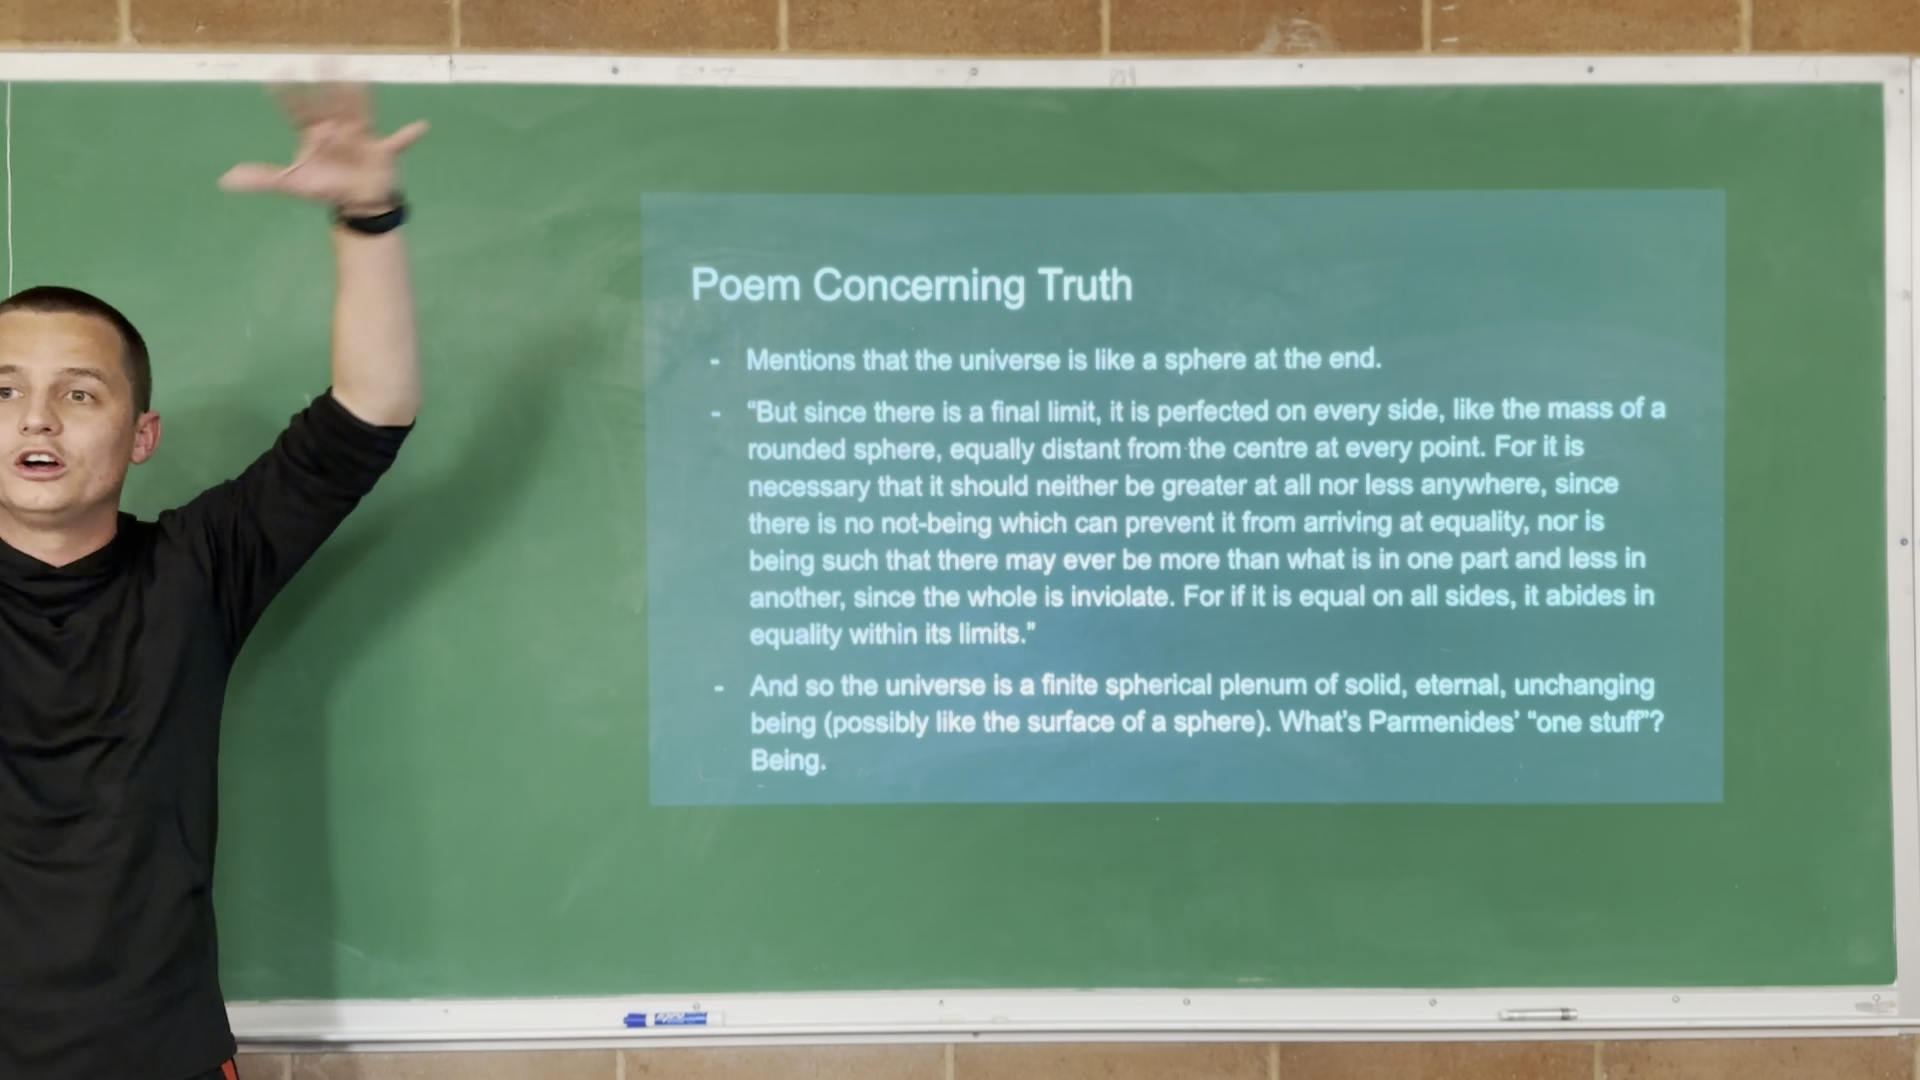 Poem Concerning Truth
- Mentions that the universe is like a sphere at the end.
- “But since there is a final limit, it is perfected on every side, like the mass of a
rounded sphere, equally distant from the centre at every point. For it is
necessary that it should neither be greater at all nor less anywhere, since
there is no not-being which can prevent it from arriving at equality, nor is
being such that there may ever be more than what is in one part and less in
another, since the whole is inviolate. For if it is equal on all sides, it abides in
equality within its limits.”
- And so the universe is a finite spherical plenum of solid, eternal, unchanging
being (possibly like the surface of a sphere). What’s Parmenides’ “one stuff”?
Being.